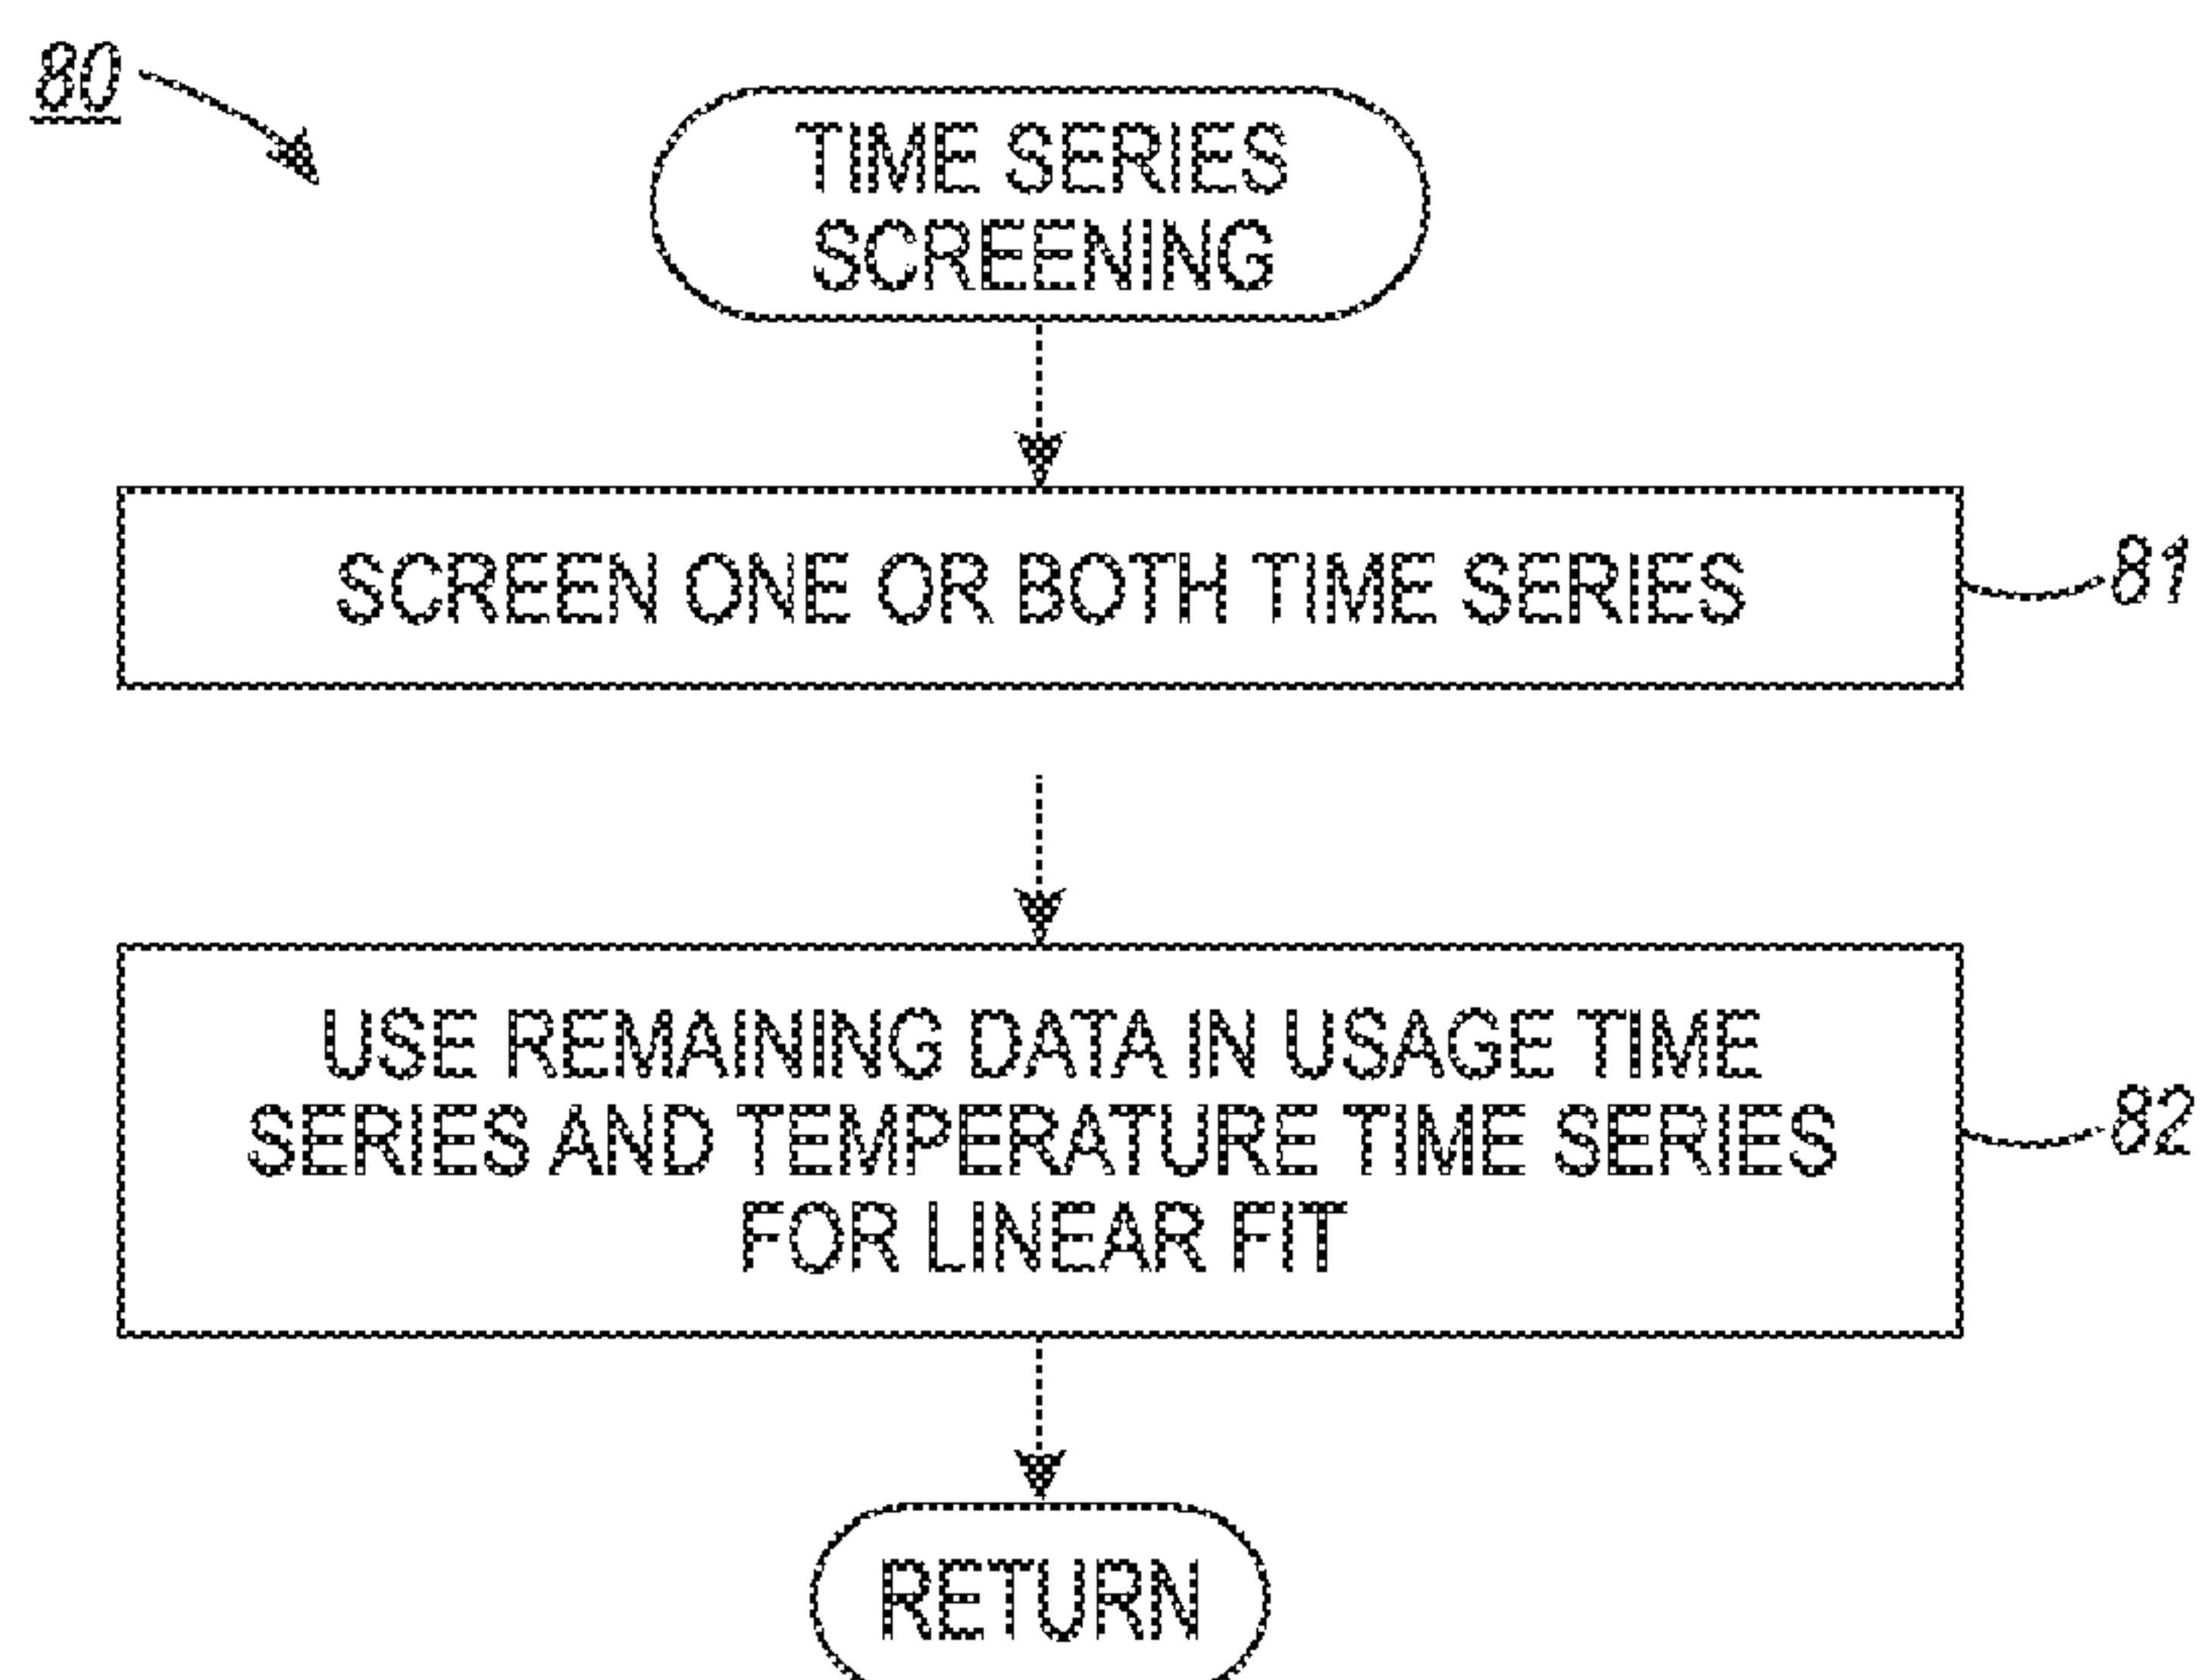 80
TIME SERIES
SCREENING
SCREEN ONE OR BOTH TIME SERIES
81
USE REMAINING DATA IN USAGE TIME
SERIES AND TEMPERATURE TIME SERIES
FOR LINEAR FIT
82
RETURN